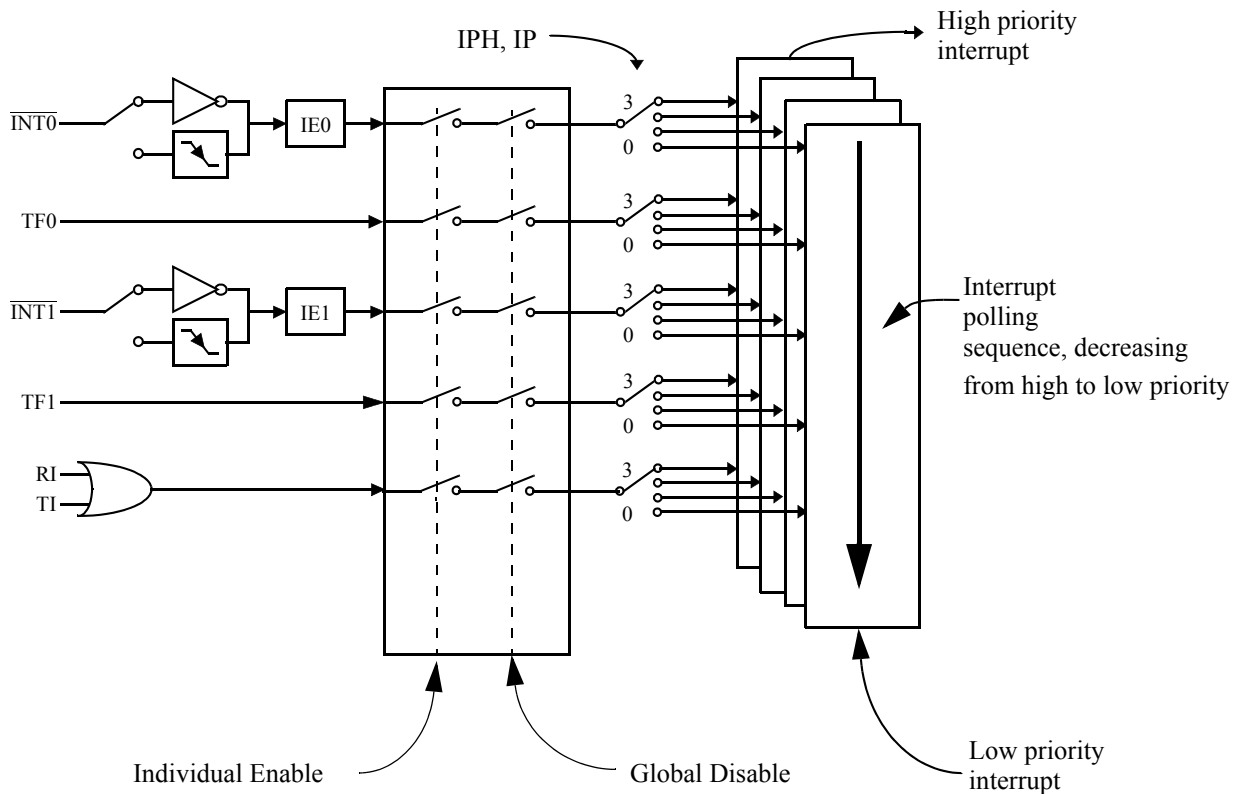 High priority
interrupt
IPH, IP
INT0
IE0
3
0
TF0
3
0
INT1
IE1
3
0
Interrupt
polling
sequence, decreasing
from high to low priority
TF1
3
0
RI
TI
3
0
Individual Enable
Global Disable
Low priority
interrupt